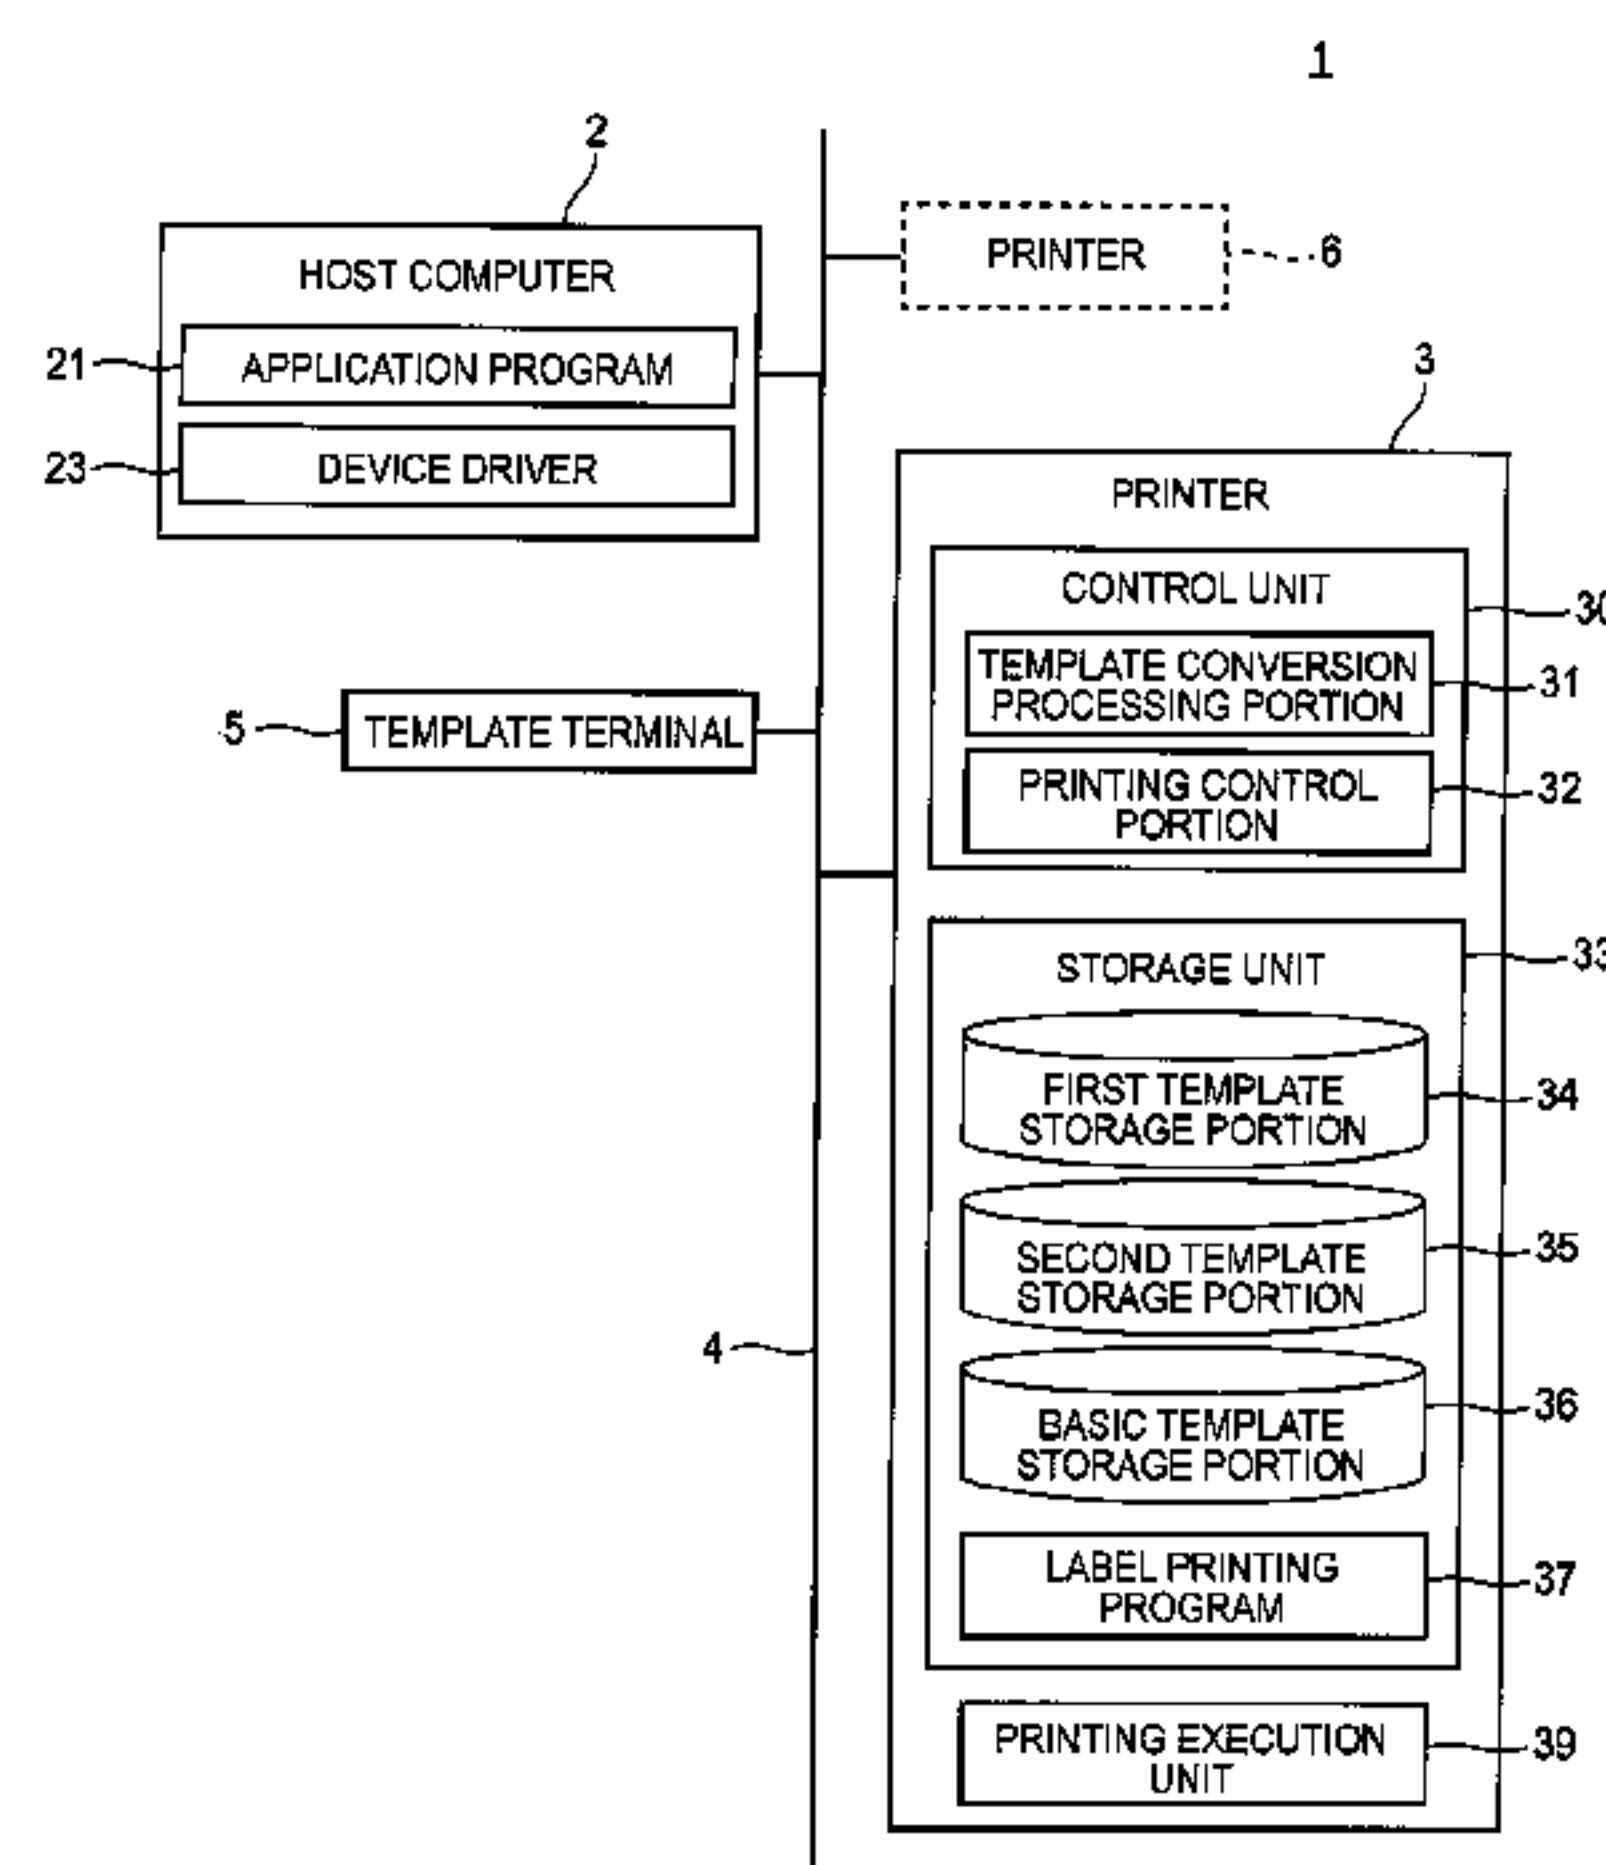 1
2
HOST COMPUTER
21
APPLICATION PROGRAM
23
DEVICE DRIVER
PRINTER
6
3
PRINTER
CONTROL UNIT
30
TEMPLATE CONVERSION
PROCESSING PORTION
31
5
TEMPLATE TERMINAL
PRINTING CONTROL
PORTION
32
STORAGE UNIT
33
FIRST TEMPLATE
STORAGE PORTION
34
SECOND TEMPLATE
STORAGE PORTION
35
4
BASIC TEMPLATE
STORAGE PORTION
36
LABEL PRINTING
PROGRAM
37
PRINTING EXECUTION
UNIT
39